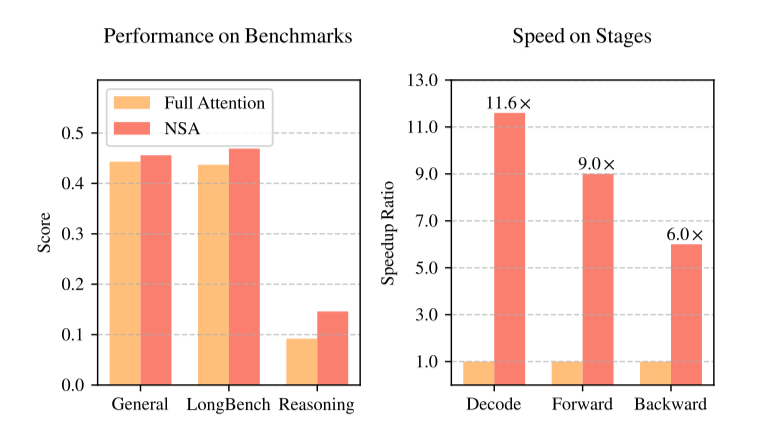 Performance on Benchmarks
Full Attention
NSA
Score
0.5
0.4
0.3
0.2
0.1
0.0
General LongBench Reasoning
Speed on Stages
Speedup Ratio
13.0
11.0
9.0
7.0
5.0
3.0
1.0
11.6×
9.0×
6.0×
Decode Forward Backward